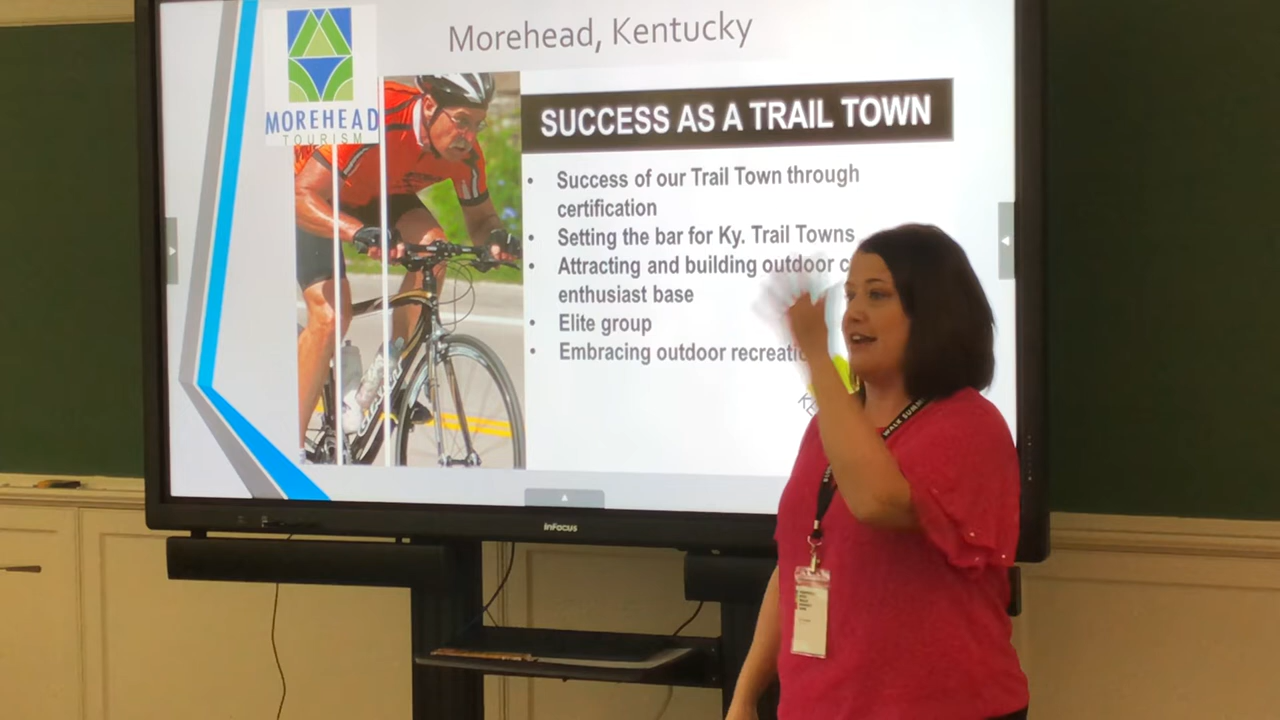 Morehead, Kentucky
MOREHEAD
TOURISM
SUCCESS AS A TRAIL TOWN
• Success of our Trail Town through
certification
• Setting the bar for Ky. Trail Towns
• Attracting and building outdoor
enthusiast base
• Elite group
• Embracing outdoor
InFocus
WALK